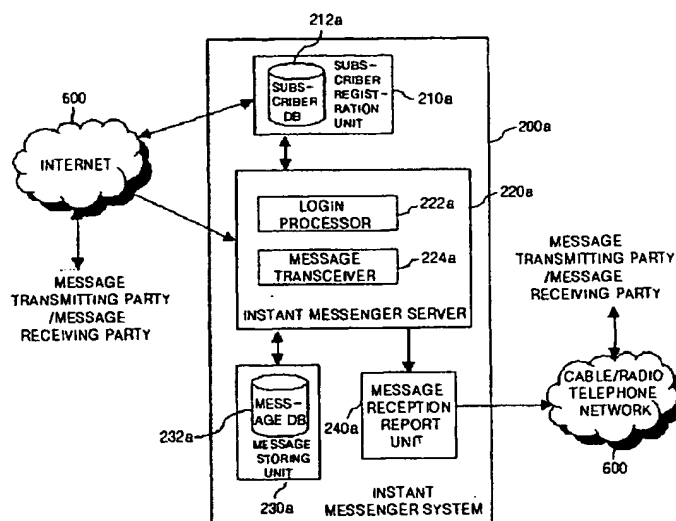 212a
SUBS-
CRIBER
DB
SUBS-
CRIBER
REGIST-
RATION
UNIT
210a
200a
600
INTERNET
220a
LOGIN
PROCESSOR
222a
MESSAGE
TRANSCEIVER
224a
INSTANT MESSENGER SERVER
MESSAGE
TRANSMITTING PARTY
/MESSAGE
RECEIVING PARTY
MESSAGE
TRANSMITTING PARTY
/MESSAGE
RECEIVING PARTY
MES-
SAGE DB
232a
MESSAGE
STORING
UNIT
230a
MESSAGE
RECEPTION
REPORT
UNIT
240a
CABLE/RADIO
TELEPHONE
NETWORK
600
INSTANT
MESSENGER SYSTEM